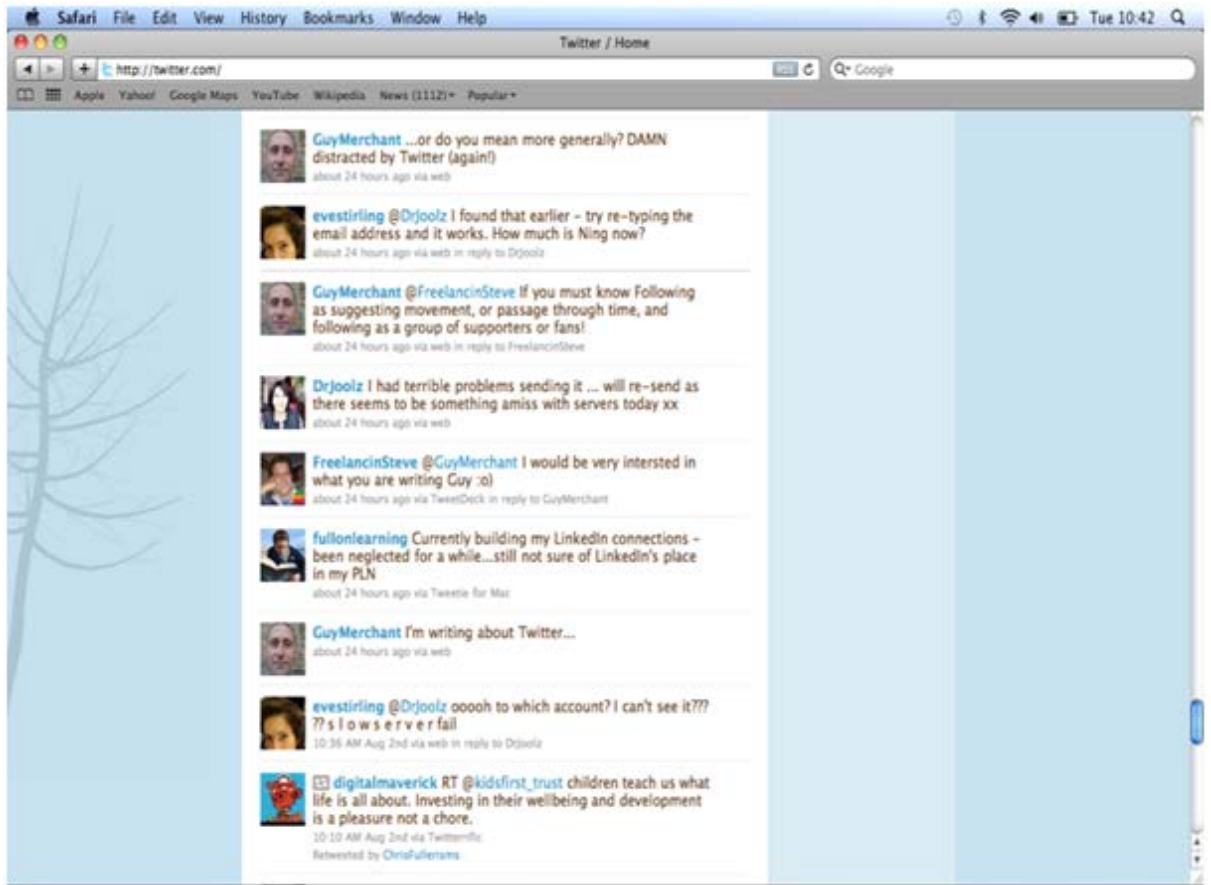 Safari File Edit View History Bookmarks Window Help Tue 10:42
Twitter / Home
http://twitter.com/ RSS Google
Apple Yahoo! Google Maps YouTube Wikipedia News (1112) Popular
GuyMerchant ...or do you mean more generally? DAMN
distracted by Twitter (again!)
about 24 hours ago via web
evestirling @DrJoolz I found that earlier – try re-typing the
email address and it works. How much is Ning now?
about 24 hours ago via web in reply to DrJoolz
GuyMerchant @FreelancinSteve If you must know Following
as suggesting movement, or passage through time, and
following as a group of supporters or fans!
about 24 hours ago via web in reply to FreelancinSteve
DrJoolz I had terrible problems sending it ... will re-send as
there seems to be something amiss with servers today xx
about 24 hours ago via web
FreelancinSteve @GuyMerchant I would be very intersted in
what you are writing Guy :o)
about 24 hours ago via TweetDeck in reply to GuyMerchant
fullonlearning Currently building my LinkedIn connections –
been neglected for a while...still not sure of LinkedIn's place
in my PLN
about 24 hours ago via Tweetie for Mac
GuyMerchant I'm writing about Twitter...
about 24 hours ago via web
evestirling @DrJoolz ooooh to which account? I can't see it???
?? s l o w s e r v e r fail
10:36 AM Aug 2nd via web in reply to DrJoolz
digitalmaverick RT @kidsfirst_trust children teach us what
life is all about. Investing in their wellbeing and development
is a pleasure not a chore.
10:10 AM Aug 2nd via Twitterrific
Retweeted by ChrisFullerisms